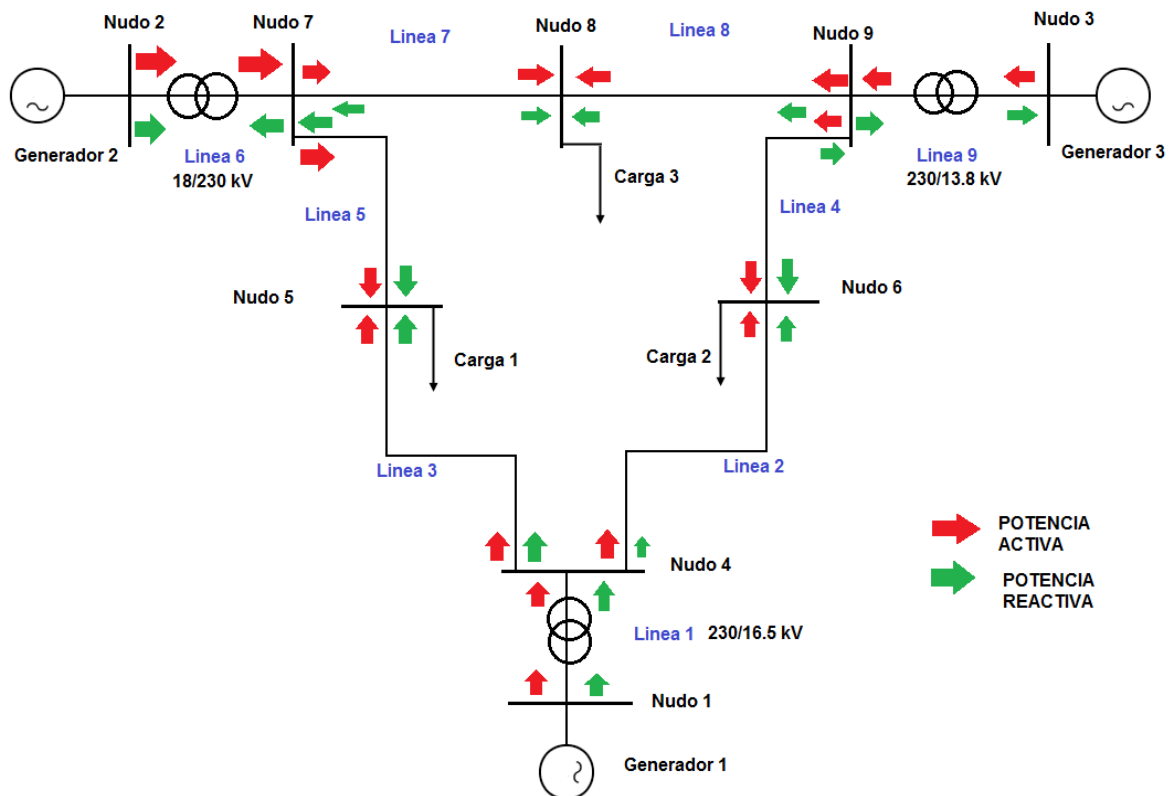 Nudo 2
Nudo 7
Linea 7
Nudo 8
Linea 8
Nudo 9
Nudo 3
Generador 2
Linea 6
18/230 kV
Carga 3
Linea 9
230/13.8 kV
Generador 3
Linea 5
Linea 4
Nudo 5
Carga 1
Carga 2
Nudo 6
Linea 3
Linea 2
Nudo 4
Linea 1
230/16.5 kV
Nudo 1
Generador 1
POTENCIA
ACTIVA
POTENCIA
REACTIVA